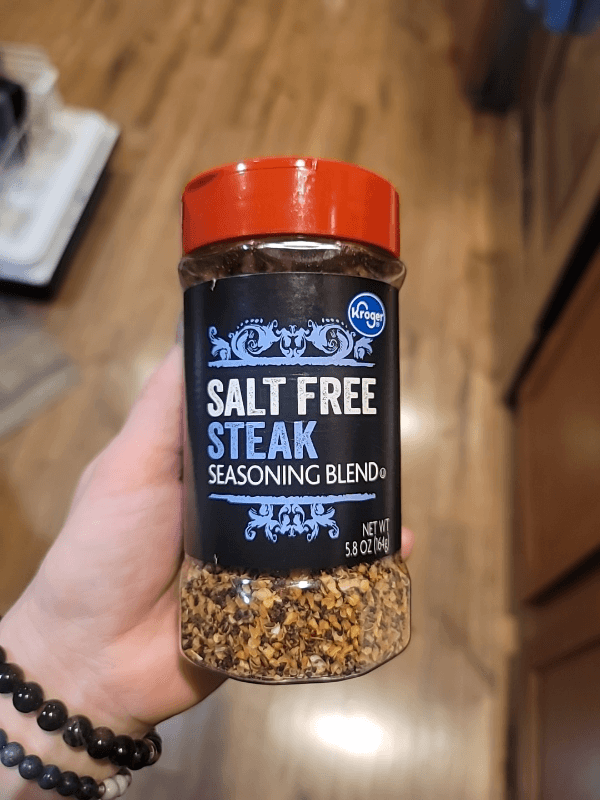 Kroger
SALT FREE
STEAK
SEASONING BLEND
NET WT
5.8 OZ (164g)